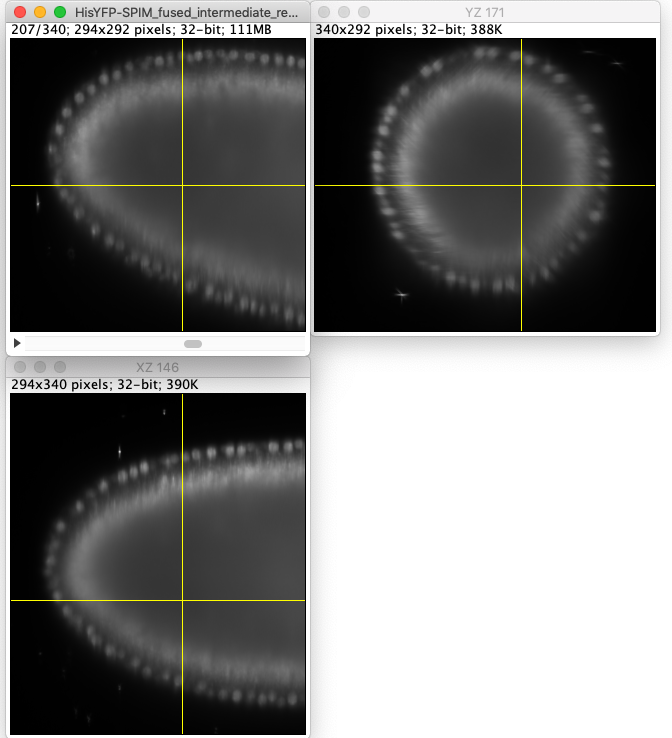 HisYFP-SPIM_fused_intermediate_re...
207/340; 294x292 pixels; 32-bit; 111MB
YZ 171
340x292 pixels; 32-bit; 388K
XZ 146
294x340 pixels; 32-bit; 390K